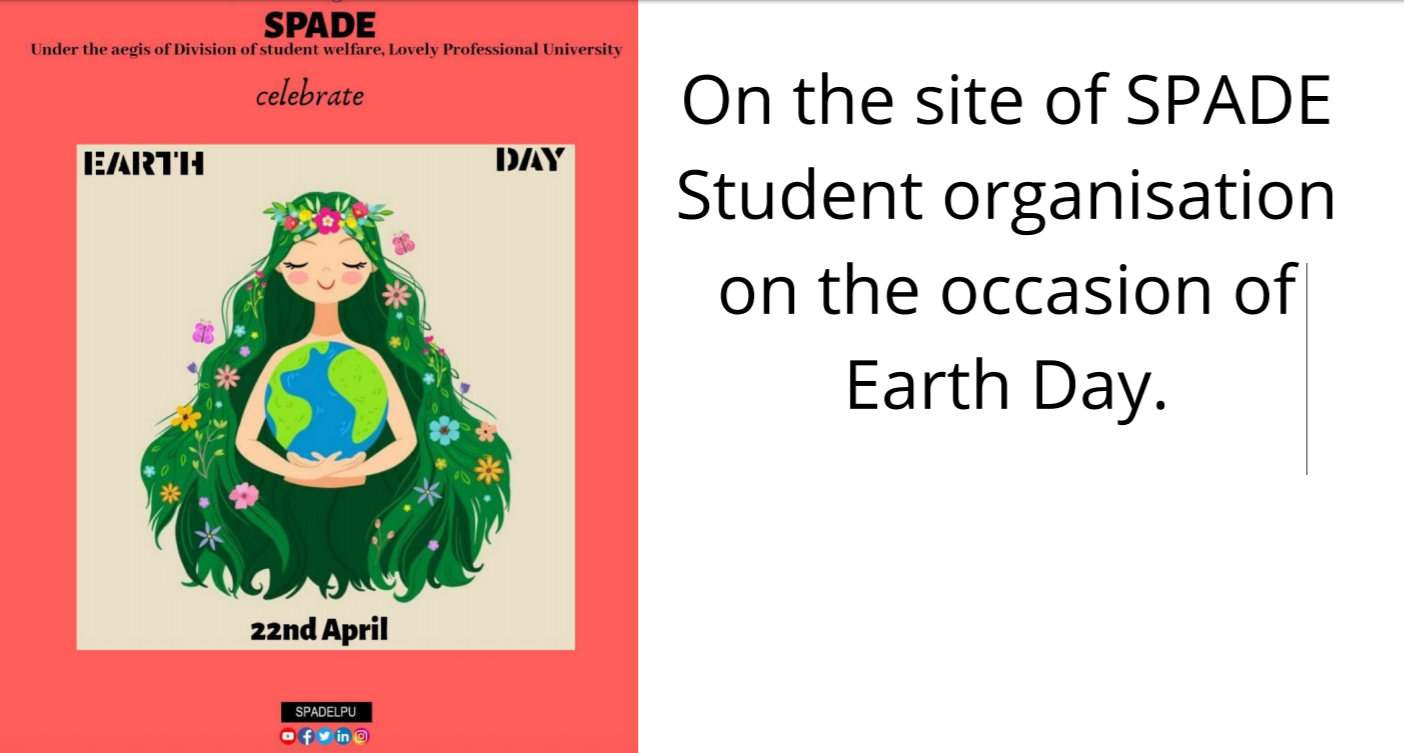 SPADE
Under the aegis of Division of student welfare, Lovely Professional University
celebrate
EARTH DAY
22nd April
SPADELPU
On the site of SPADE
Student organisation
on the occasion of
Earth Day.